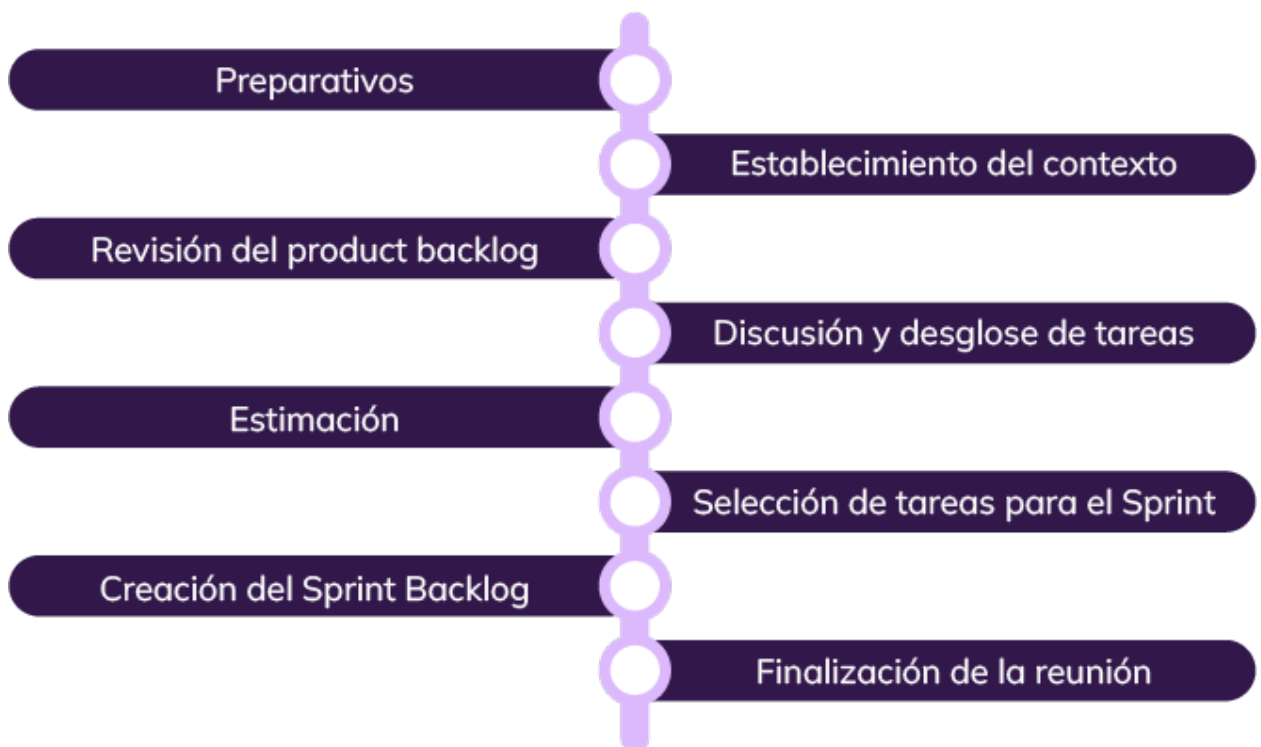 Preparativos
Establecimiento del contexto
Revisión del product backlog
Discusión y desglose de tareas
Estimación
Selección de tareas para el Sprint
Creación del Sprint Backlog
Finalización de la reunión